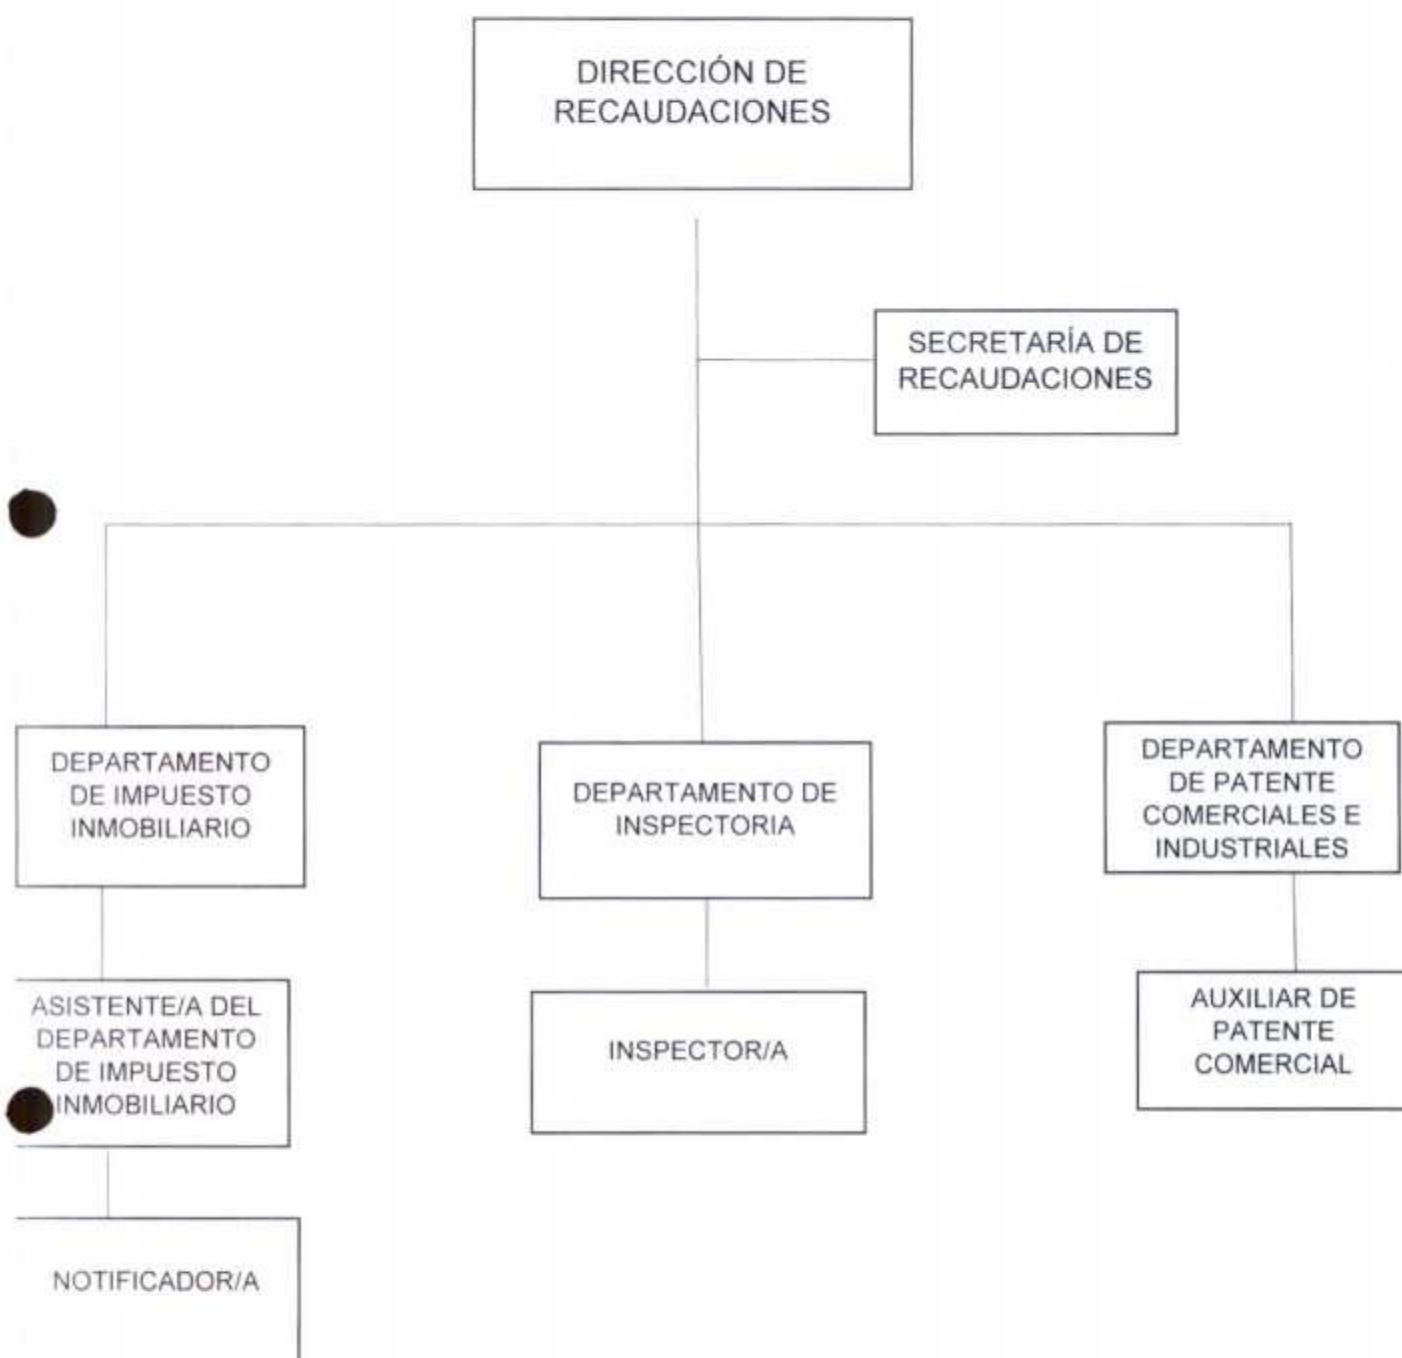 DIRECCIÓN DE
RECAUDACIONES
SECRETARÍA DE
RECAUDACIONES
DEPARTAMENTO
DE IMPUESTO
INMOBILIARIO
DEPARTAMENTO DE
INSPECTORIA
DEPARTAMENTO
DE PATENTE
COMERCIALES E
INDUSTRIALES
ASISTENTE/A DEL
DEPARTAMENTO
DE IMPUESTO
INMOBILIARIO
INSPECTOR/A
AUXILIAR DE
PATENTE
COMERCIAL
NOTIFICADOR/A